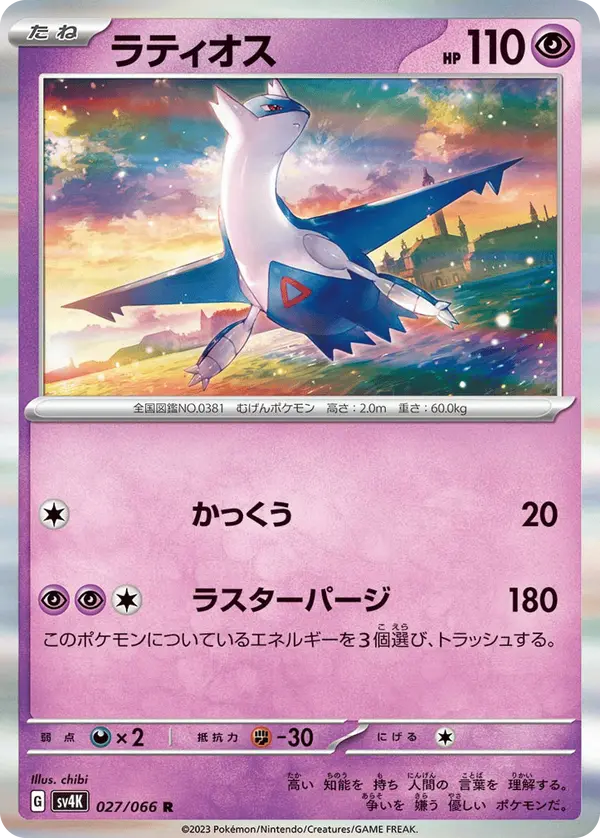 たね ラティオス HP 110
全国図鑑NO.0381 むげんポケモン 高さ:2.0m 重さ:60.0kg
かっくう 20
ラスターパージ 180
このポケモンについているエネルギーを3個選び、トラッシュする。
弱点 ×2 抵抗力 -30 にげる
Illus. chibi
高い 知能を 持ち 人間の 言葉を 理解する。
争いを 嫌う 優しい ポケモンだ。
G sv4K 027/066 R
©2023 Pokémon/Nintendo/Creatures/GAME FREAK.